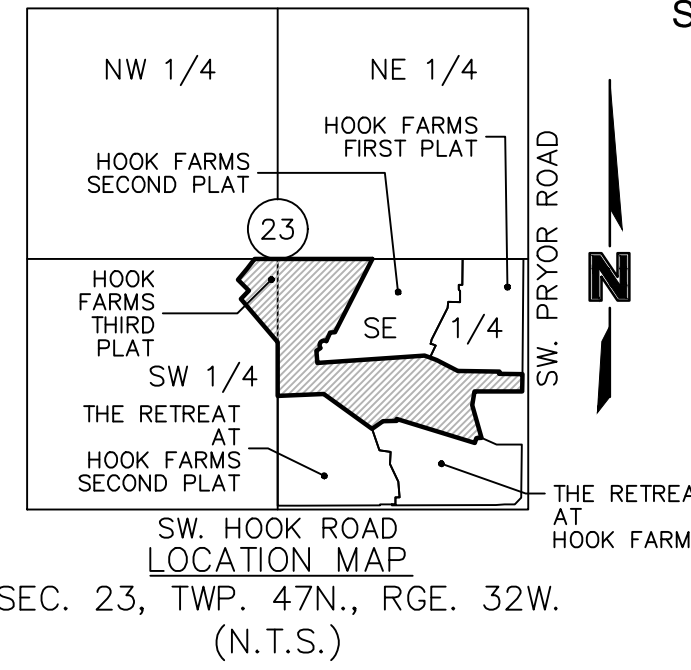 S
NW 1/4
NE 1/4
HOOK FARMS
FIRST PLAT
HOOK FARMS
SECOND PLAT
SW. PRYOR ROAD
23
N
HOOK
FARMS
THIRD
PLAT
SE 1/4
SW 1/4
THE RETREAT
AT
HOOK FARMS
SECOND PLAT
THE RETREA
AT
HOOK FARM
SW. HOOK ROAD
LOCATION MAP
SEC. 23, TWP. 47N., RGE. 32W.
(N.T.S.)